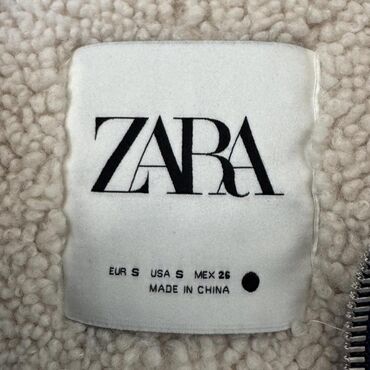 ZARA
EUR S USA S MEX 26
MADE IN CHINA